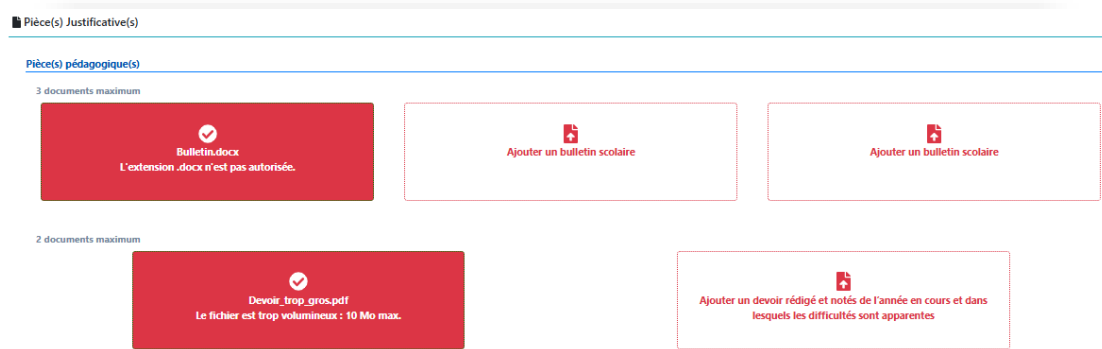 Pièce(s) Justificative(s)
Pièce(s) pédagogique(s)
3 documents maximum
Bulletin.docx
L'extension .docx n'est pas autorisée.
Ajouter un bulletin scolaire
Ajouter un bulletin scolaire
2 documents maximum
Devoir_trop_gros.pdf
Le fichier est trop volumineux : 10 Mo max.
Ajouter un devoir rédigé et notés de l'année en cours et dans
lesquels les difficultés sont apparentes